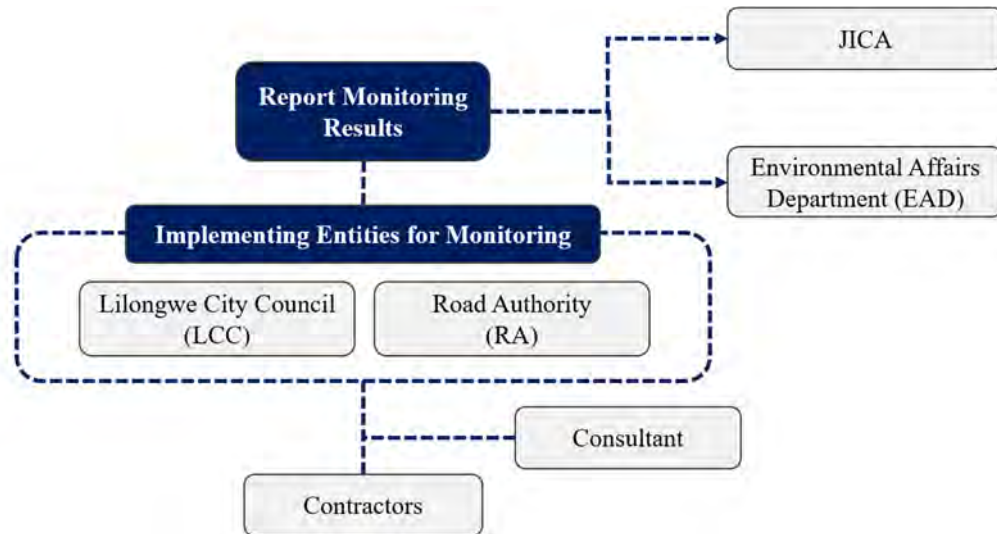 JICA
Report Monitoring
Results
Environmental Affairs
Department (EAD)
Implementing Entities for Monitoring
Lilongwe City Council
(LCC)
Road Authority
(RA)
Consultant
Contractors